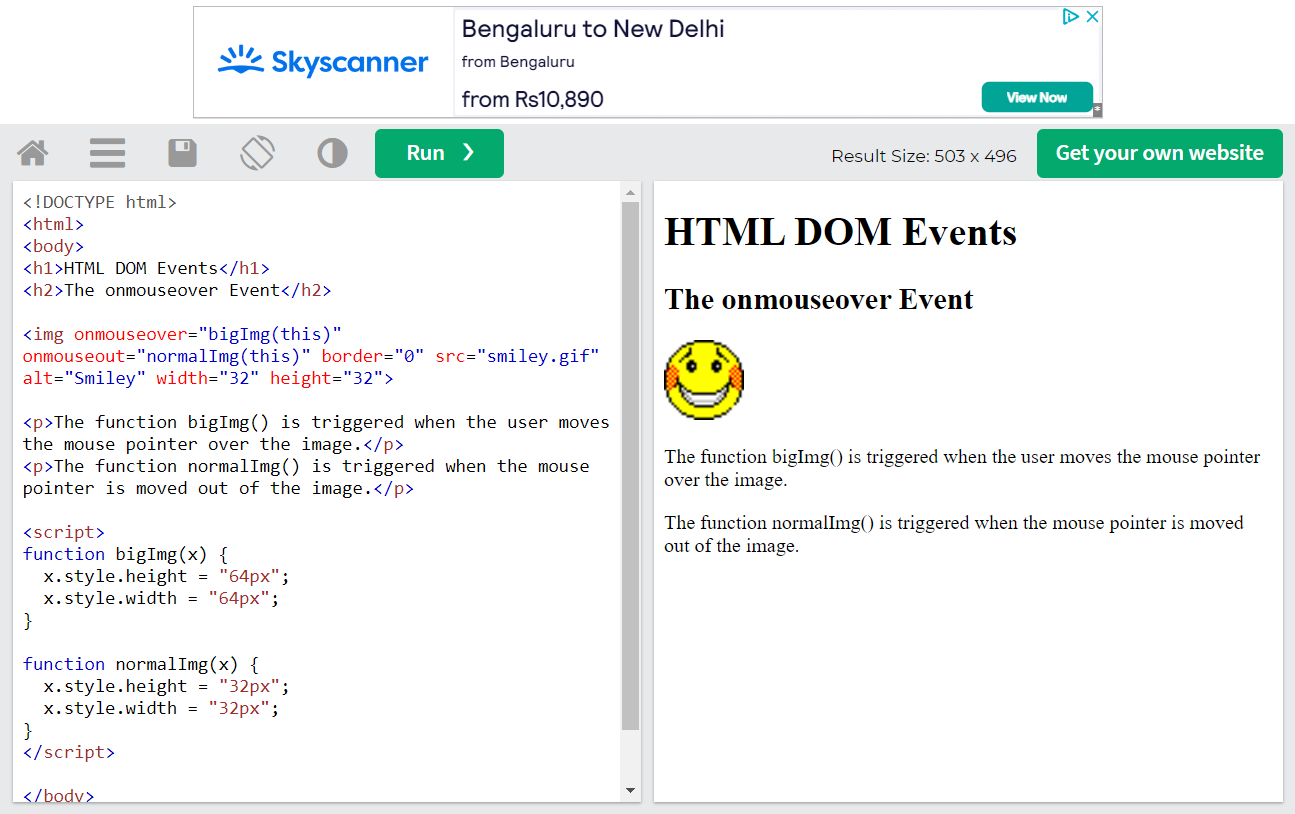 Skyscanner
Bengaluru to New Delhi
from Bengaluru
from Rs10,890
View Now
Run ❯
Result Size: 503 x 496
Get your own website
<!DOCTYPE html>
<html>
<body>
<h1>HTML DOM Events</h1>
<h2>The onmouseover Event</h2>
<img onmouseover="bigImg(this)"
onmouseout="normalImg(this)" border="0" src="smiley.gif"
alt="Smiley" width="32" height="32">
<p>The function bigImg() is triggered when the user moves
the mouse pointer over the image.</p>
<p>The function normalImg() is triggered when the mouse
pointer is moved out of the image.</p>
<script>
function bigImg(x) {
  x.style.height = "64px";
  x.style.width = "64px";
}
function normalImg(x) {
  x.style.height = "32px";
  x.style.width = "32px";
}
</script>
</body>
HTML DOM Events
The onmouseover Event
The function bigImg() is triggered when the user moves the mouse pointer
over the image.
The function normalImg() is triggered when the mouse pointer is moved
out of the image.